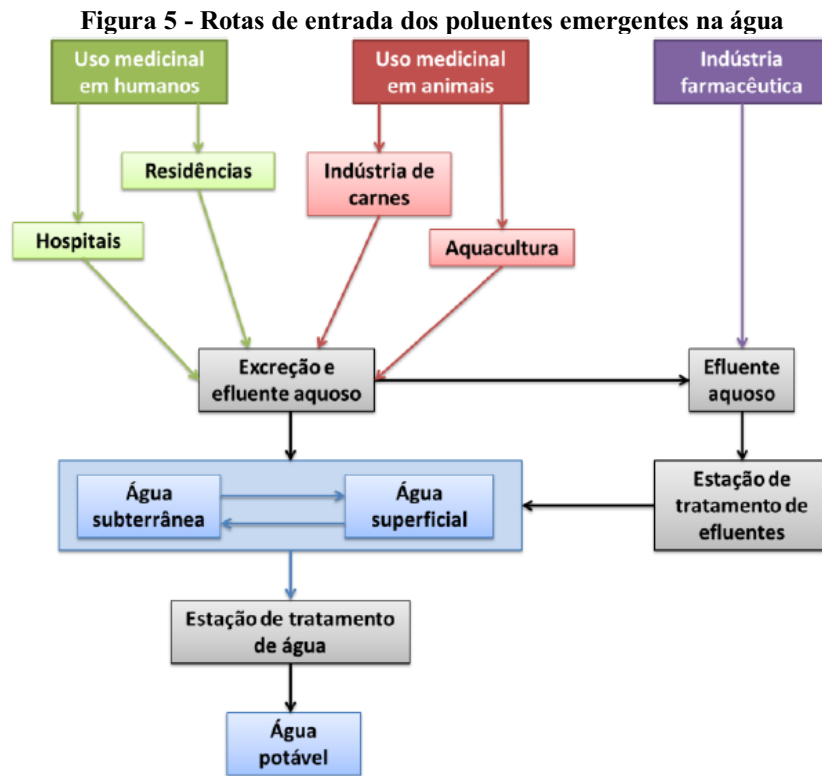 Figura 5 - Rotas de entrada dos poluentes emergentes na água
Uso medicinal
em humanos
Uso medicinal
em animais
Indústria
farmacêutica
Residências
Indústria de
carnes
Hospitais
Aquacultura
Excreção e
efluente aquoso
Efluente
aquoso
Água
subterrânea
Água
superficial
Estação de
tratamento de
efluentes
Estação de tratamento
de água
Água
potável